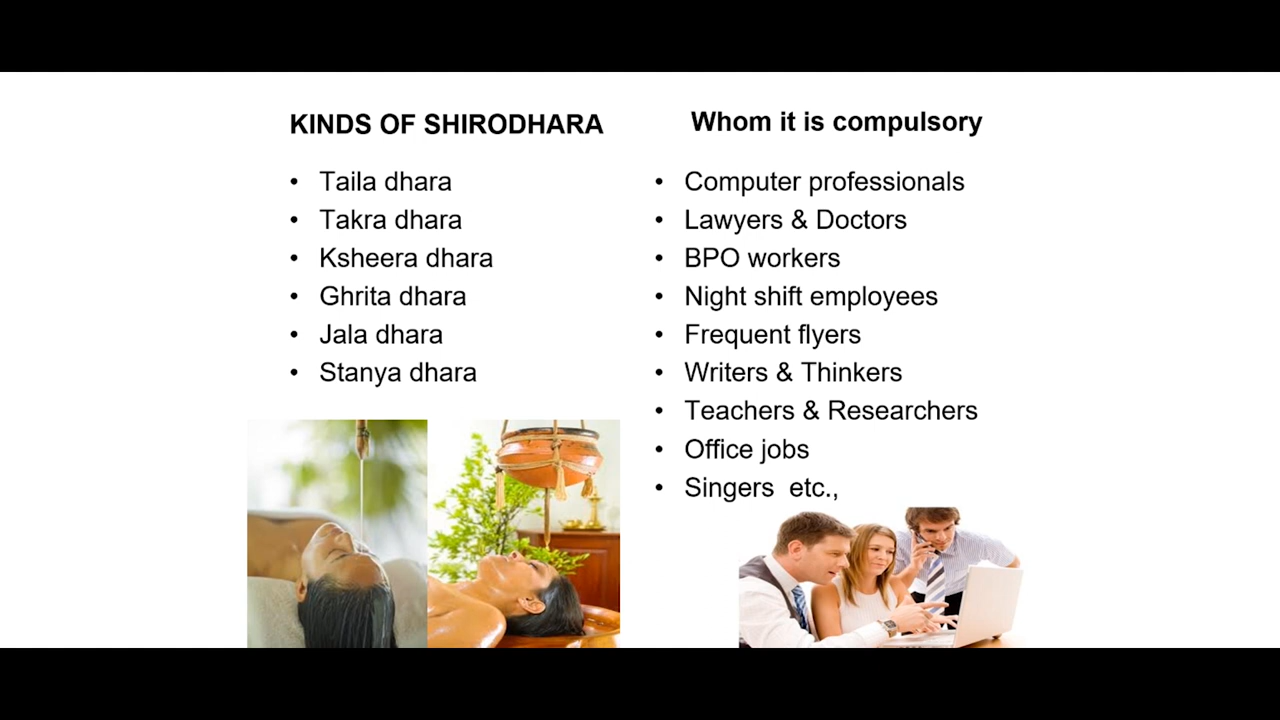 KINDS OF SHIRODHARA
• Taila dhara
• Takra dhara
• Ksheera dhara
• Ghrita dhara
• Jala dhara
• Stanya dhara
Whom it is compulsory
• Computer professionals
• Lawyers & Doctors
• BPO workers
• Night shift employees
• Frequent flyers
• Writers & Thinkers
• Teachers & Researchers
• Office jobs
• Singers  etc.,